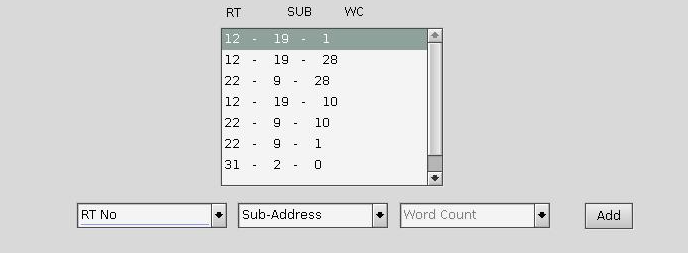 RT SUB WC
12 - 19 - 1
12 - 19 - 28
22 - 9 - 28
12 - 19 - 10
22 - 9 - 10
22 - 9 - 1
31 - 2 - 0
RT No Sub-Address Word Count Add